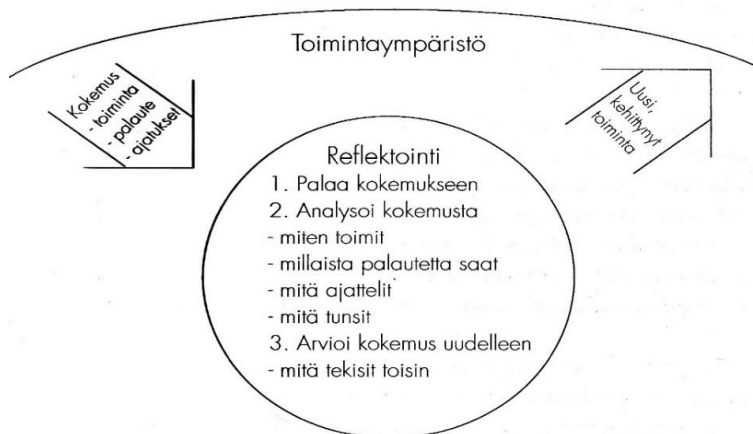 Toimintaympäristö
Kokemus
- toiminta
- palaute
- ajatukset
Uusi,
kehittynyt
toiminta
Reflektointi
1. Palaa kokemukseen
2. Analysoi kokemusta
- miten toimit
- millaista palautetta saat
- mitä ajattelit
- mitä tunsit
3. Arvioi kokemus uudelleen
- mitä tekisit toisin